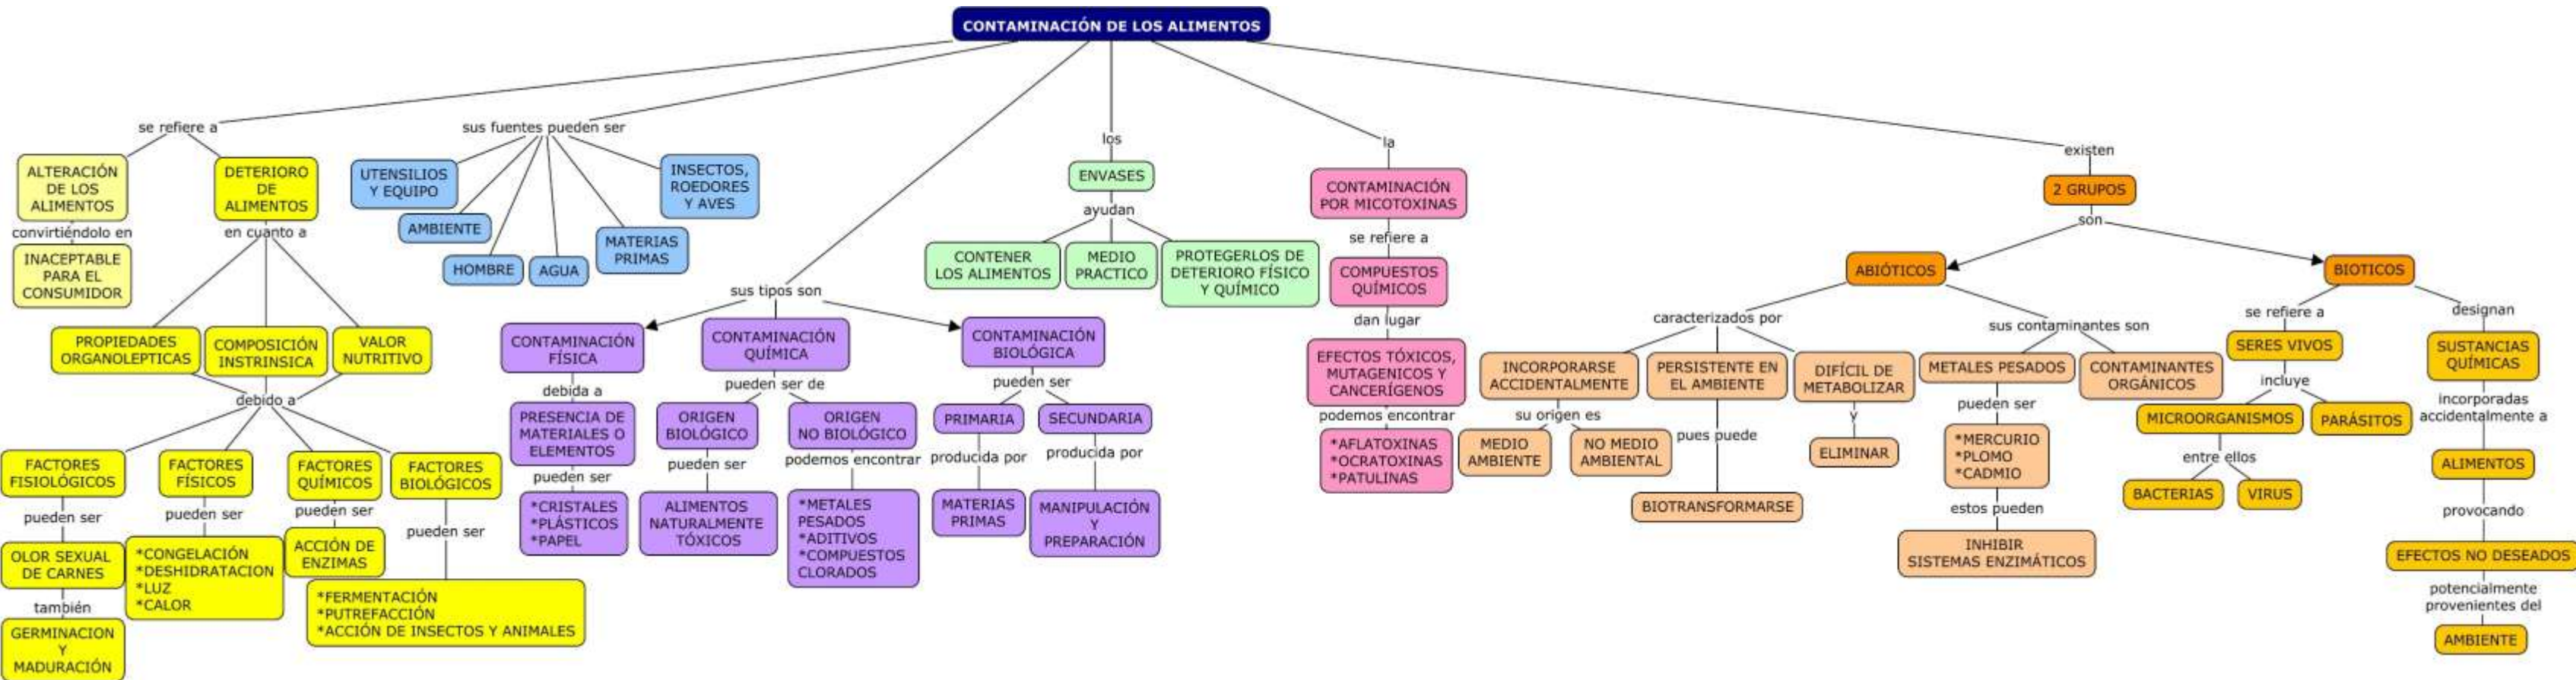 CONTAMINACIÓN DE LOS ALIMENTOS
se refiere a
ALTERACIÓN
DE LOS
ALIMENTOS
convirtiéndolo en
INACEPTABLE
PARA EL
CONSUMIDOR
DETERIORO
DE
ALIMENTOS
en cuanto a
PROPIEDADES
ORGANOLEPTICAS
COMPOSICIÓN
INSTRINSICA
VALOR
NUTRITIVO
debido a
FACTORES
FISIOLÓGICOS
pueden ser
OLOR SEXUAL
DE CARNES
también
GERMINACION
Y
MADURACIÓN
FACTORES
FÍSICOS
pueden ser
*CONGELACIÓN
*DESHIDRATACION
*LUZ
*CALOR
FACTORES
QUÍMICOS
pueden ser
ACCIÓN DE
ENZIMAS
FACTORES
BIOLÓGICOS
pueden ser
*FERMENTACIÓN
*PUTREFACCIÓN
*ACCIÓN DE INSECTOS Y ANIMALES
sus fuentes pueden ser
UTENSILIOS
Y EQUIPO
AMBIENTE
HOMBRE
AGUA
MATERIAS
PRIMAS
INSECTOS,
ROEDORES
Y AVES
sus tipos son
CONTAMINACIÓN
FÍSICA
debida a
PRESENCIA DE
MATERIALES O
ELEMENTOS
pueden ser
*CRISTALES
*PLÁSTICOS
*PAPEL
CONTAMINACIÓN
QUÍMICA
pueden ser de
ORIGEN
BIOLÓGICO
pueden ser
ALIMENTOS
NATURALMENTE
TÓXICOS
ORIGEN
NO BIOLÓGICO
podemos encontrar
*METALES
PESADOS
*ADITIVOS
*COMPUESTOS
CLORADOS
CONTAMINACIÓN
BIOLÓGICA
pueden ser
PRIMARIA
producida por
MATERIAS
PRIMAS
SECUNDARIA
producida por
MANIPULACIÓN
Y
PREPARACIÓN
los
ENVASES
ayudan
CONTENER
LOS ALIMENTOS
MEDIO
PRACTICO
PROTEGERLOS DE
DETERIORO FÍSICO
Y QUÍMICO
la
CONTAMINACIÓN
POR MICOTOXINAS
se refiere a
COMPUESTOS
QUÍMICOS
dan lugar
EFECTOS TÓXICOS,
MUTAGENICOS Y
CANCERÍGENOS
podemos encontrar
*AFLATOXINAS
*OCRATOXINAS
*PATULINAS
existen
2 GRUPOS
son
ABIÓTICOS
caracterizados por
INCORPORARSE
ACCIDENTALMENTE
su origen es
MEDIO
AMBIENTE
NO MEDIO
AMBIENTAL
PERSISTENTE EN
EL AMBIENTE
pues puede
BIOTRANSFORMARSE
DIFÍCIL DE
METABOLIZAR
y
ELIMINAR
sus contaminantes son
METALES PESADOS
pueden ser
*MERCURIO
*PLOMO
*CADMIO
estos pueden
INHIBIR
SISTEMAS ENZIMÁTICOS
CONTAMINANTES
ORGÁNICOS
BIOTICOS
se refiere a
SERES VIVOS
incluye
MICROORGANISMOS
entre ellos
BACTERIAS
VIRUS
PARÁSITOS
designan
SUSTANCIAS
QUÍMICAS
incorporadas
accidentalmente a
ALIMENTOS
provocando
EFECTOS NO DESEADOS
potencialmente
provenientes del
AMBIENTE